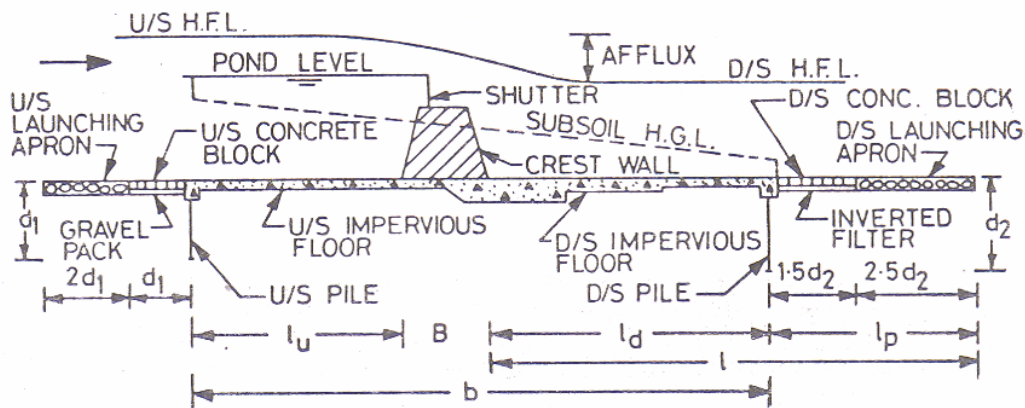 U/S H.F.L.
AFFLUX
POND LEVEL
D/S H.F.L.
SHUTTER
D/S CONC. BLOCK
U/S
LAUNCHING
APRON
U/S CONCRETE
BLOCK
SUBSOIL H.G.L.
D/S LAUNCHING
APRON
CREST WALL
d1
GRAVEL
PACK
U/S IMPERVIOUS
FLOOR
D/S IMPERVIOUS
FLOOR
INVERTED
FILTER
d2
2d1
d1
U/S PILE
D/S PILE
1·5d2
2·5d2
lu
B
ld
lp
l
b